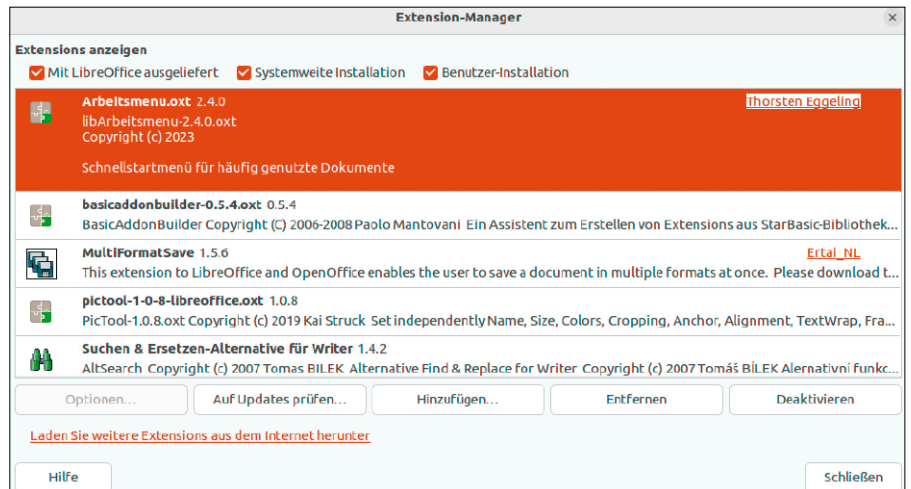 Extension-Manager
Extensions anzeigen
Mit LibreOffice ausgeliefert Systemweite Installation Benutzer-Installation
Arbeitsmenu.oxt 2.4.0 Thorsten Eggeling
libArbeitsmenu-2.4.0.oxt
Copyright (c) 2023
Schnellstartmenü für häufig genutzte Dokumente
basicaddonbuilder-0.5.4.oxt 0.5.4
BasicAddonBuilder Copyright (C) 2006-2008 Paolo Mantovani Ein Assistent zum Erstellen von Extensions aus StarBasic-Bibliothek...
MultiFormatSave 1.5.6 Ertai_NL
This extension to LibreOffice and OpenOffice enables the user to save a document in multiple formats at once. Please download t...
pictool-1-0-8-libreoffice.oxt 1.0.8
PicTool-1.0.8.oxt Copyright (c) 2019 Kai Struck Set independently Name, Size, Colors, Cropping, Anchor, Alignment, TextWrap, Fra...
Suchen & Ersetzen-Alternative für Writer 1.4.2
AltSearch Copyright (c) 2007 Tomas BILEK Alternative Find & Replace for Writer Copyright (c) 2007 Tomáš BÍLEK Alernativní funkc...
Optionen... Auf Updates prüfen... Hinzufügen... Entfernen Deaktivieren
Laden Sie weitere Extensions aus dem Internet herunter
Hilfe Schließen